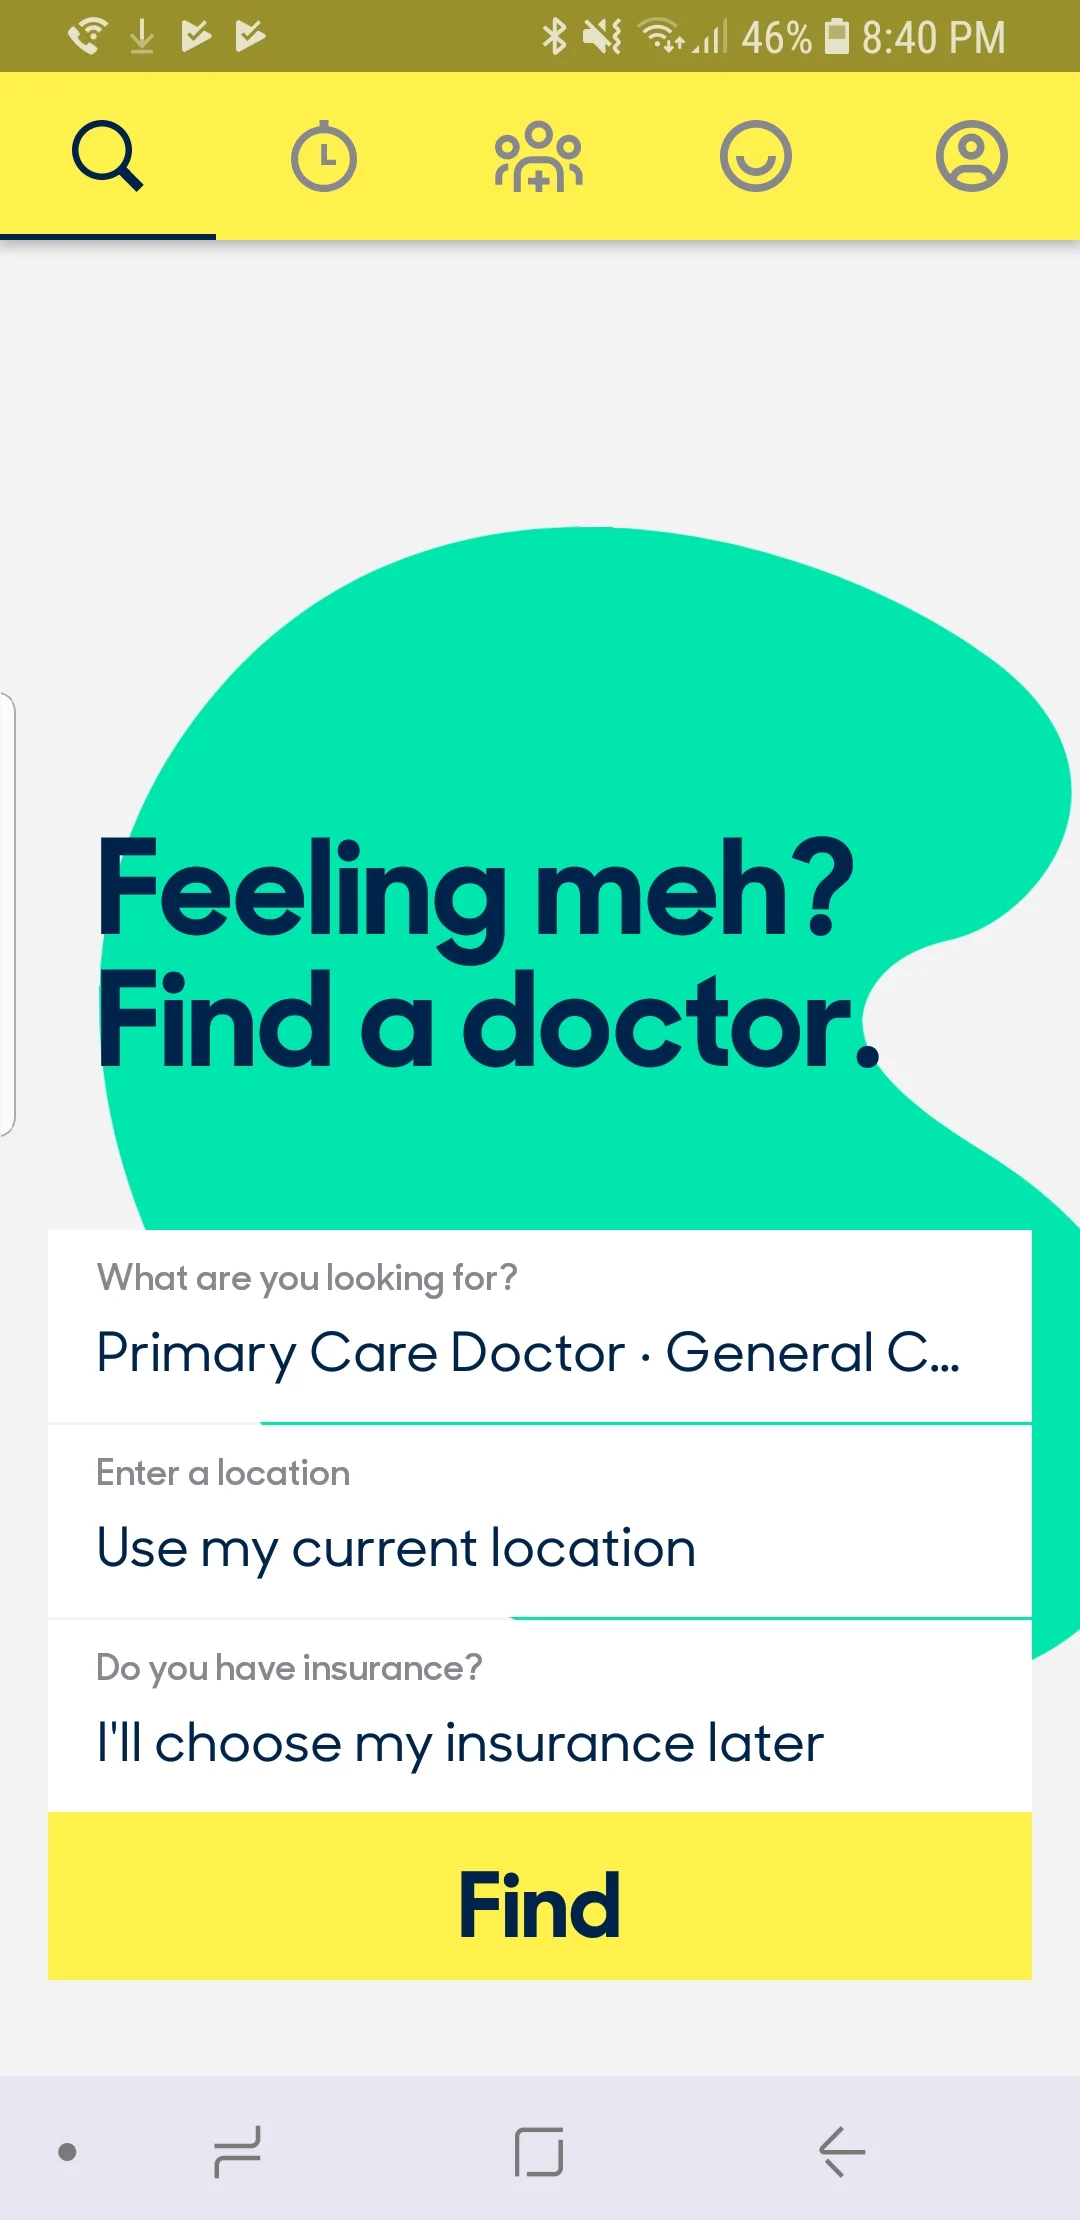 46% 8:40 PM
Feeling meh?
Find a doctor.
What are you looking for?
Primary Care Doctor · General C...
Enter a location
Use my current location
Do you have insurance?
I'll choose my insurance later
Find